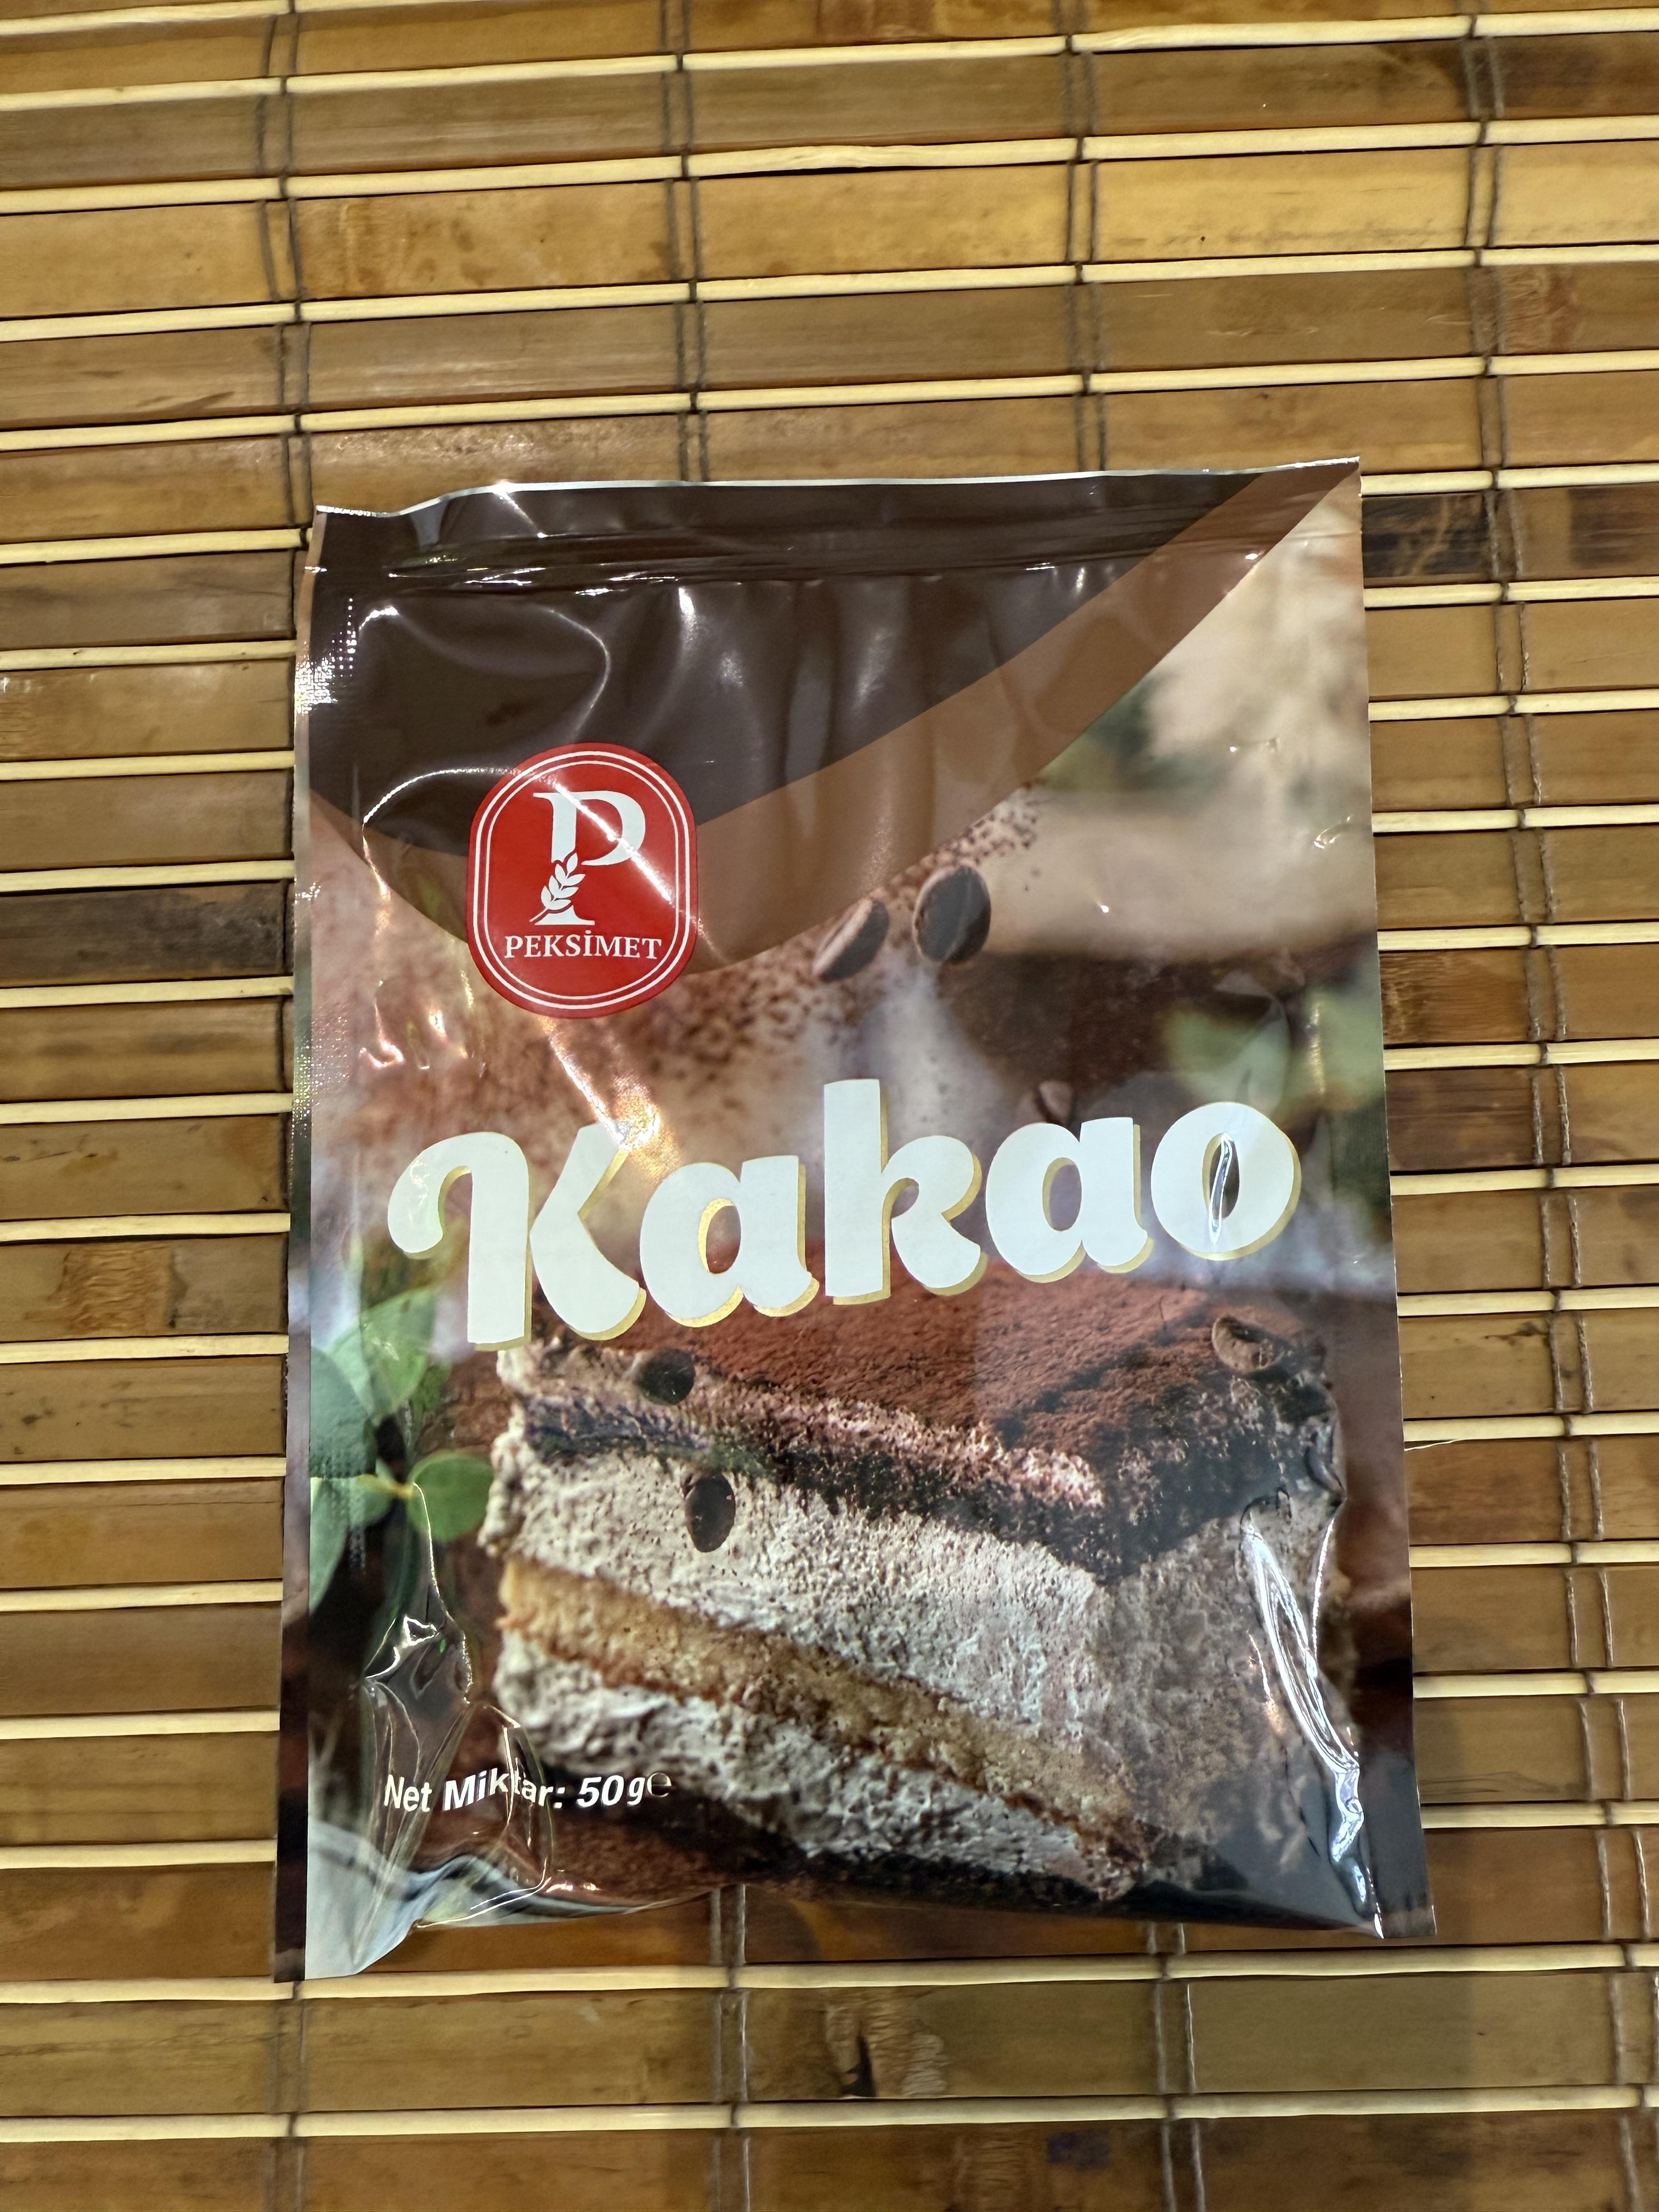 P
PEKSİMET
Kakao
Net Miktar: 50g℮